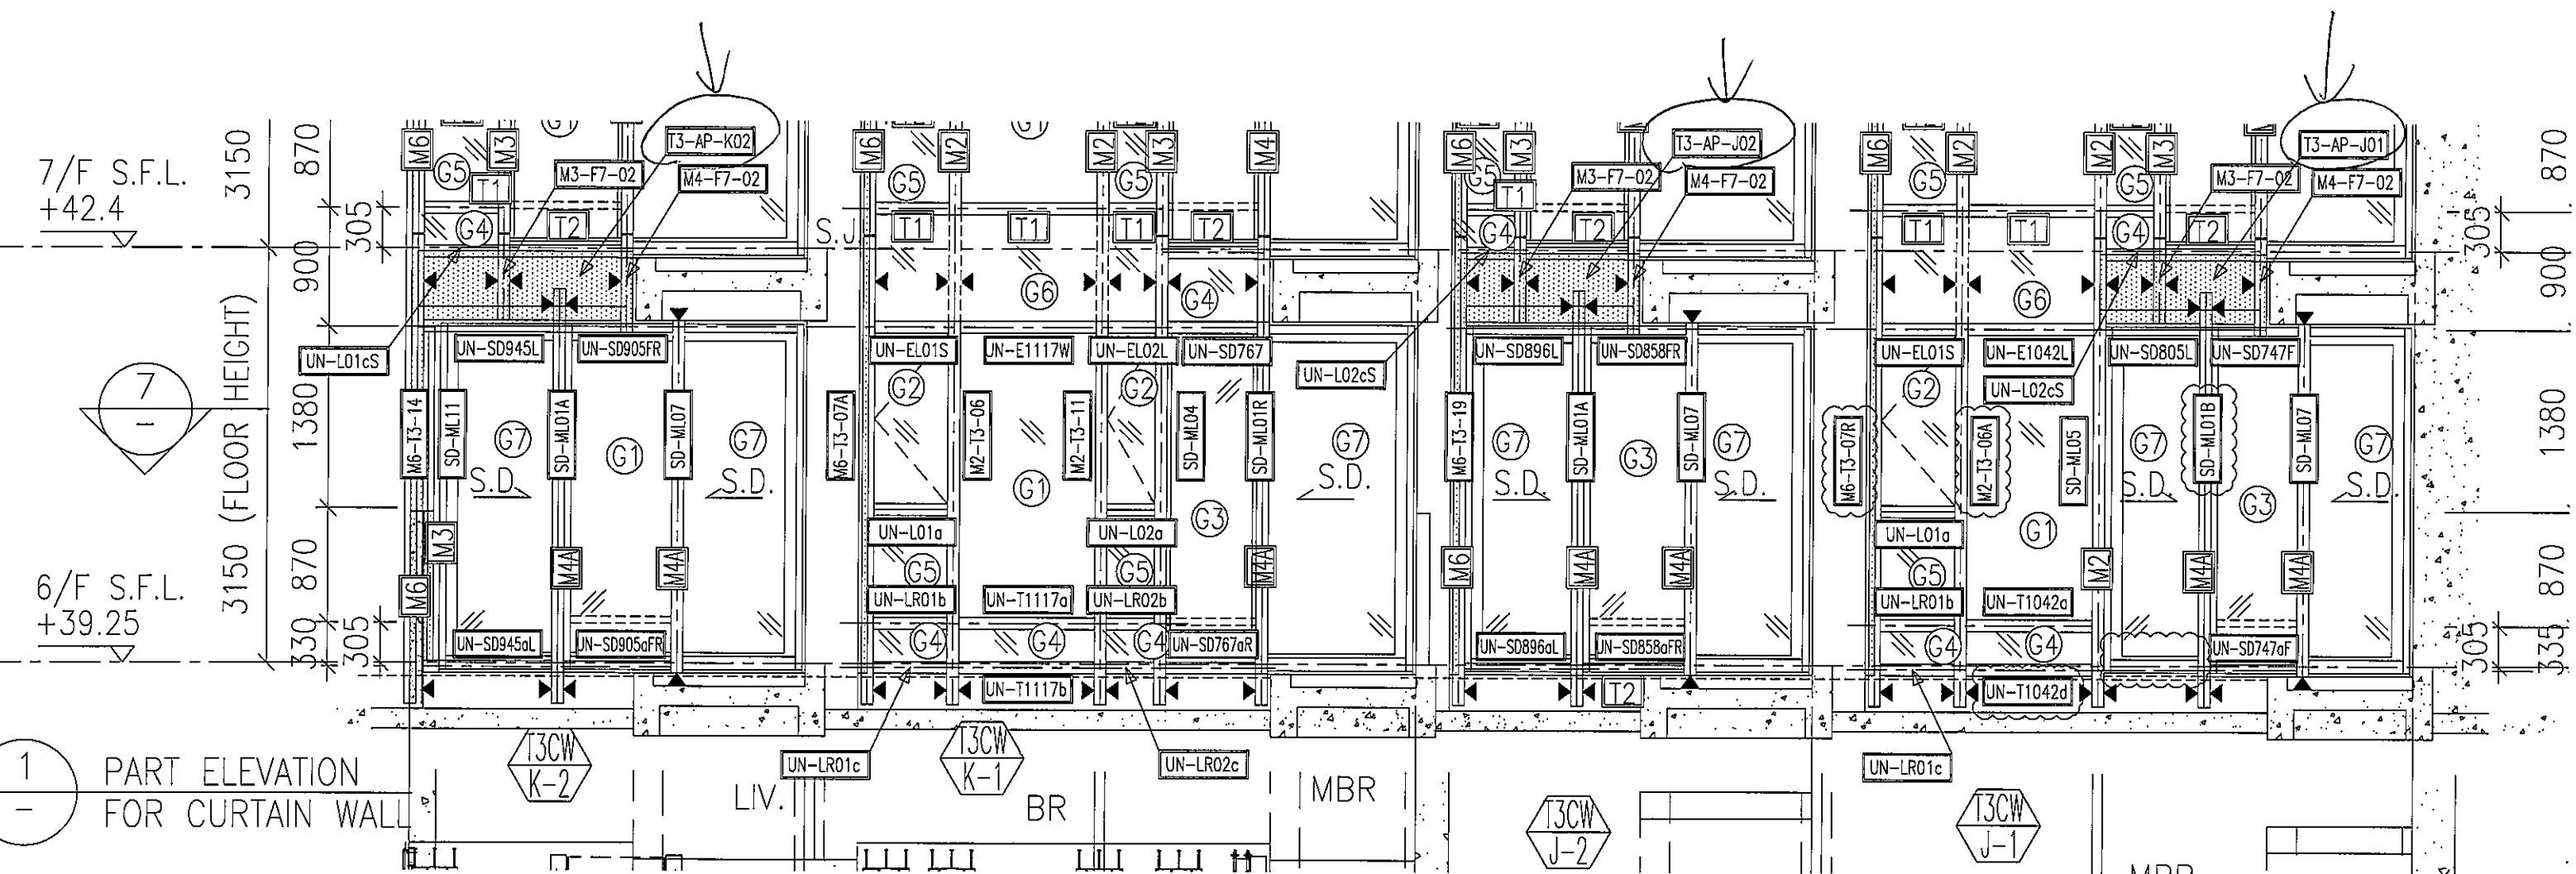 7/F S.F.L.
+42.4
3150
870
305
900
M6
M3
G5
T1
G4
T2
T3-AP-K02
M3-F7-02
M4-F7-02
S.J.
M6
M2
M2
M3
M4
G5
G5
T1
T1
T1
T2
G6
G4
M6
M3
T1
G4
T2
T3-AP-J02
M3-F7-02
M4-F7-02
M6
M2
M2
M3
G5
G5
T1
T1
G4
T2
G6
T3-AP-J01
M3-F7-02
M4-F7-02
870
305
900
UN-L01cS
UN-SD945L
UN-SD905FR
UN-EL01S
UN-E1117W
UN-EL02L
UN-SD767
UN-L02cS
UN-SD896L
UN-SD858FR
UN-EL01S
UN-E1042L
UN-SD805L
UN-SD747F
UN-L02cS
7
-
3150 (FLOOR HEIGHT)
1380
M6-T3-14
SD-ML11
G7
S.D.
SD-ML01A
G1
SD-ML07
G7
S.D.
M6-T3-07A
G2
M2-T3-06
G1
M2-T3-11
G2
SD-ML04
G3
SD-ML01R
G7
S.D.
M6-T3-19
G7
S.D.
SD-ML01A
G3
SD-ML07
G7
S.D.
M6-T3-07R
G2
M2-T3-06A
G1
SD-ML05
G7
S.D.
SD-ML01B
G3
SD-ML07
G7
S.D.
1380
UN-L01a
UN-L02a
UN-L01a
6/F S.F.L.
+39.25
870
330
305
M6
M3
M4A
M4A
G5
G5
M4A
M6
M4A
M4A
G5
M2
M4A
M4A
870
305
335
UN-LR01b
UN-T1117a
UN-LR02b
UN-LR01b
UN-T1042a
UN-SD945aL
UN-SD905aFR
G4
G4
G4
UN-SD767aR
UN-SD896aL
UN-SD858aFR
G4
G4
UN-SD747aF
UN-T1117b
T2
UN-T1042d
1
-
PART ELEVATION
FOR CURTAIN WALL
T3CW
K-2
LIV.
UN-LR01c
T3CW
K-1
BR
UN-LR02c
MBR
T3CW
J-2
UN-LR01c
T3CW
J-1